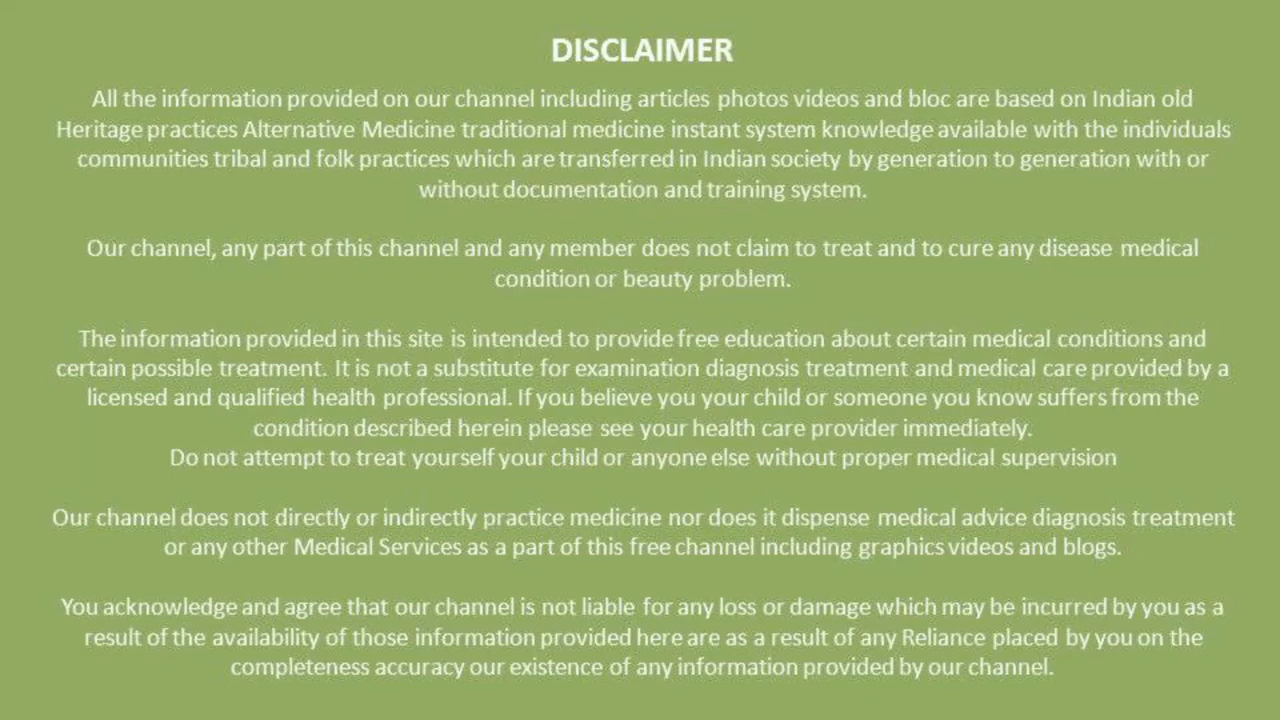 DISCLAIMER
All the information provided on our channel including articles photos videos and bloc are based on Indian old
Heritage practices Alternative Medicine traditional medicine instant system knowledge available with the individuals
communities tribal and folk practices which are transferred in Indian society by generation to generation with or
without documentation and training system.
Our channel, any part of this channel and any member does not claim to treat and to cure any disease medical
condition or beauty problem.
The information provided in this site is intended to provide free education about certain medical conditions and
certain possible treatment. It is not a substitute for examination diagnosis treatment and medical care provided by a
licensed and qualified health professional. If you believe you your child or someone you know suffers from the
condition described herein please see your health care provider immediately.
Do not attempt to treat yourself your child or anyone else without proper medical supervision
Our channel does not directly or indirectly practice medicine nor does it dispense medical advice diagnosis treatment
or any other Medical Services as a part of this free channel including graphics videos and blogs.
You acknowledge and agree that our channel is not liable for any loss or damage which may be incurred by you as a
result of the availability of those information provided here are as a result of any Reliance placed by you on the
completeness accuracy our existence of any information provided by our channel.